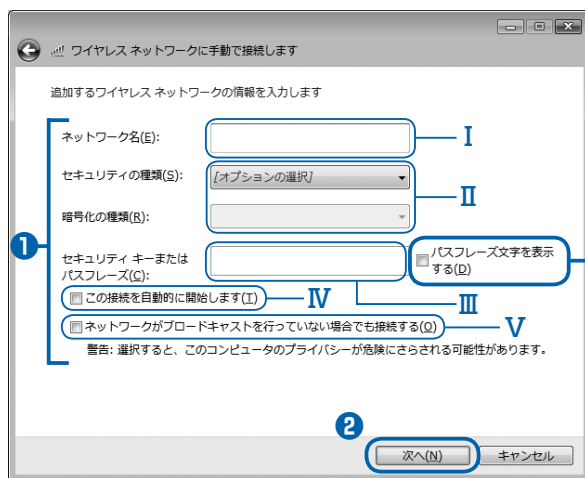 ワイヤレス ネットワークに手動で接続します
追加するワイヤレス ネットワークの情報を入力します
ネットワーク名(E):
I
セキュリティの種類(S):
[オプションの選択]
II
暗号化の種類(R):
1
セキュリティ キーまたは
パスフレーズ(C):
パスフレーズ文字を表示
する(D)
III
この接続を自動的に開始します(T)
IV
ネットワークがブロードキャストを行っていない場合でも接続する(O)
V
警告: 選択すると、このコンピュータのプライバシーが危険にさらされる可能性があります。
2
次へ(N)
キャンセル